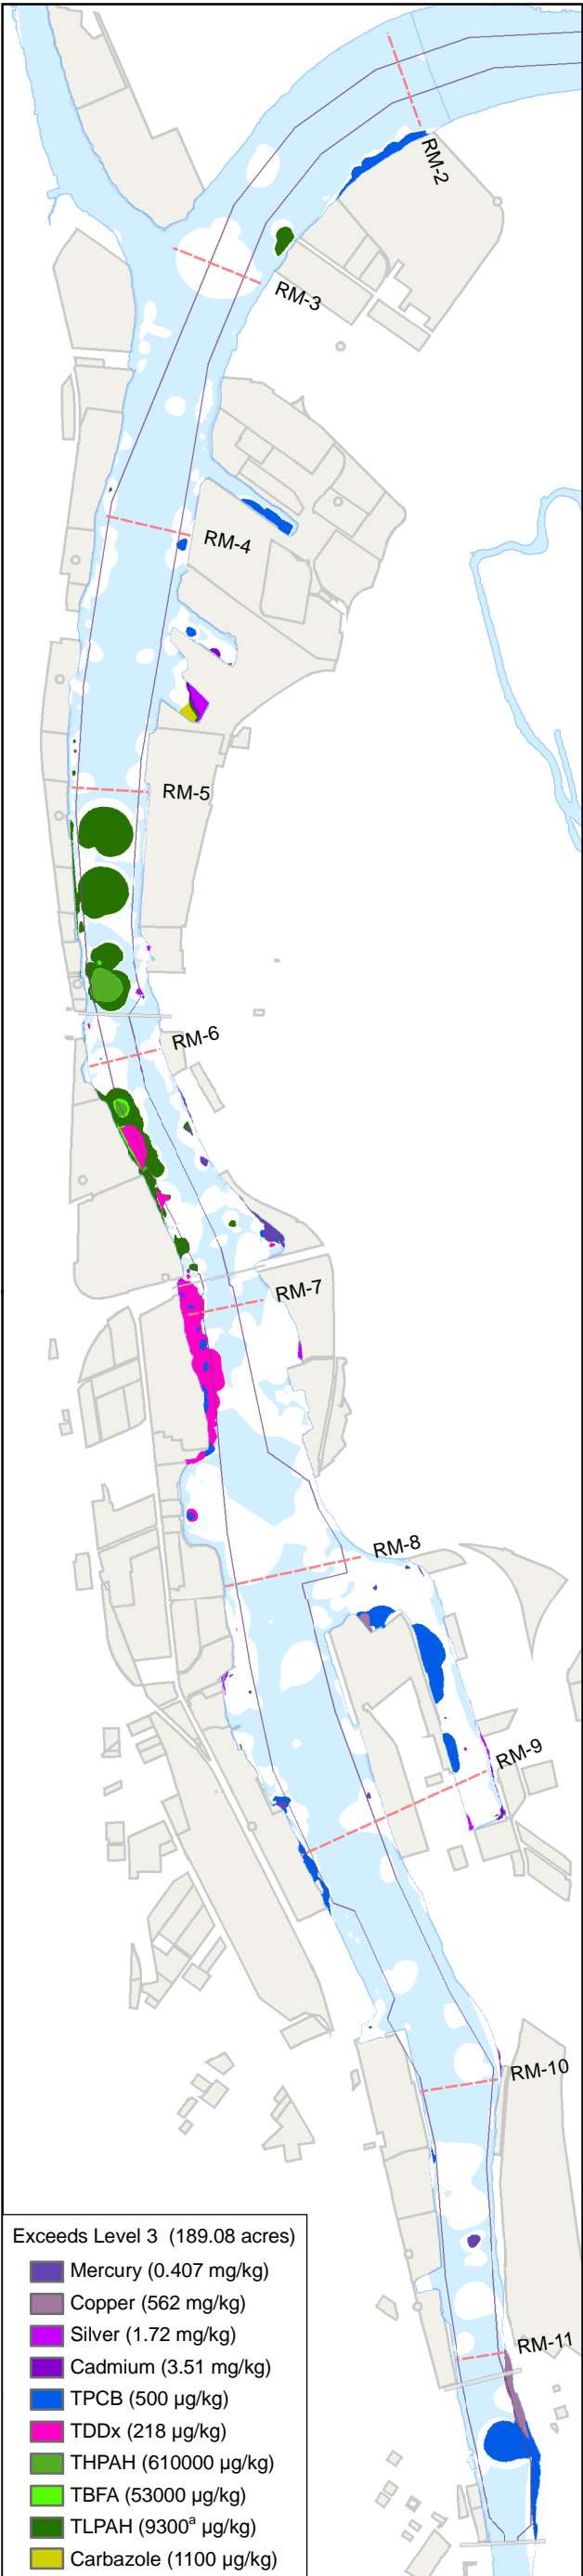 RM-2
RM-3
RM-4
RM-5
RM-6
RM-7
RM-8
RM-9
RM-10
RM-11
Exceeds Level 3 (189.08 acres)
Mercury (0.407 mg/kg)
Copper (562 mg/kg)
Silver (1.72 mg/kg)
Cadmium (3.51 mg/kg)
TPCB (500 µg/kg)
TDDx (218 µg/kg)
THPAH (610000 µg/kg)
TBFA (53000 µg/kg)
TLPAH (9300ª µg/kg)
Carbazole (1100 µg/kg)